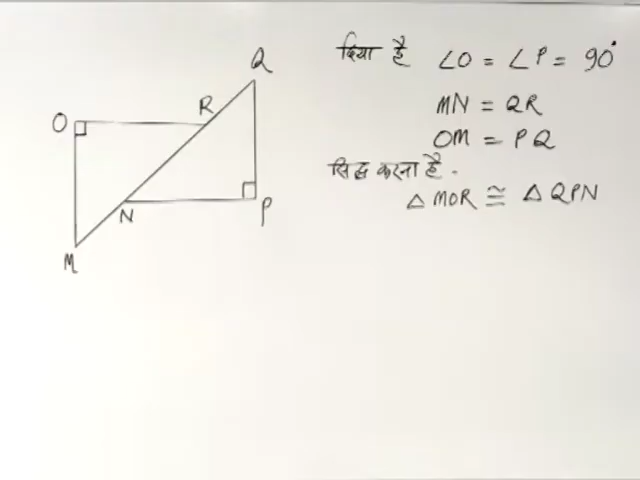 Q
दिया है ∠O = ∠P = 90°
R
MN = QR
O
OM = PQ
सिद्ध करना है.
△MOR ≅ △QPN
N
P
M